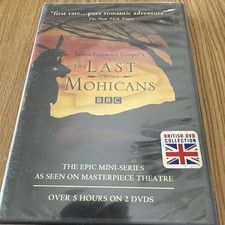 "first rate...pure romantic adventure"
The New York Times
James Fenimore Cooper's
THE LAST
OF THE
MOHICANS
BBC
BRITISH DVD
COLLECTION
THE EPIC MINI-SERIES
AS SEEN ON MASTERPIECE THEATRE
OVER 5 HOURS ON 2 DVDS